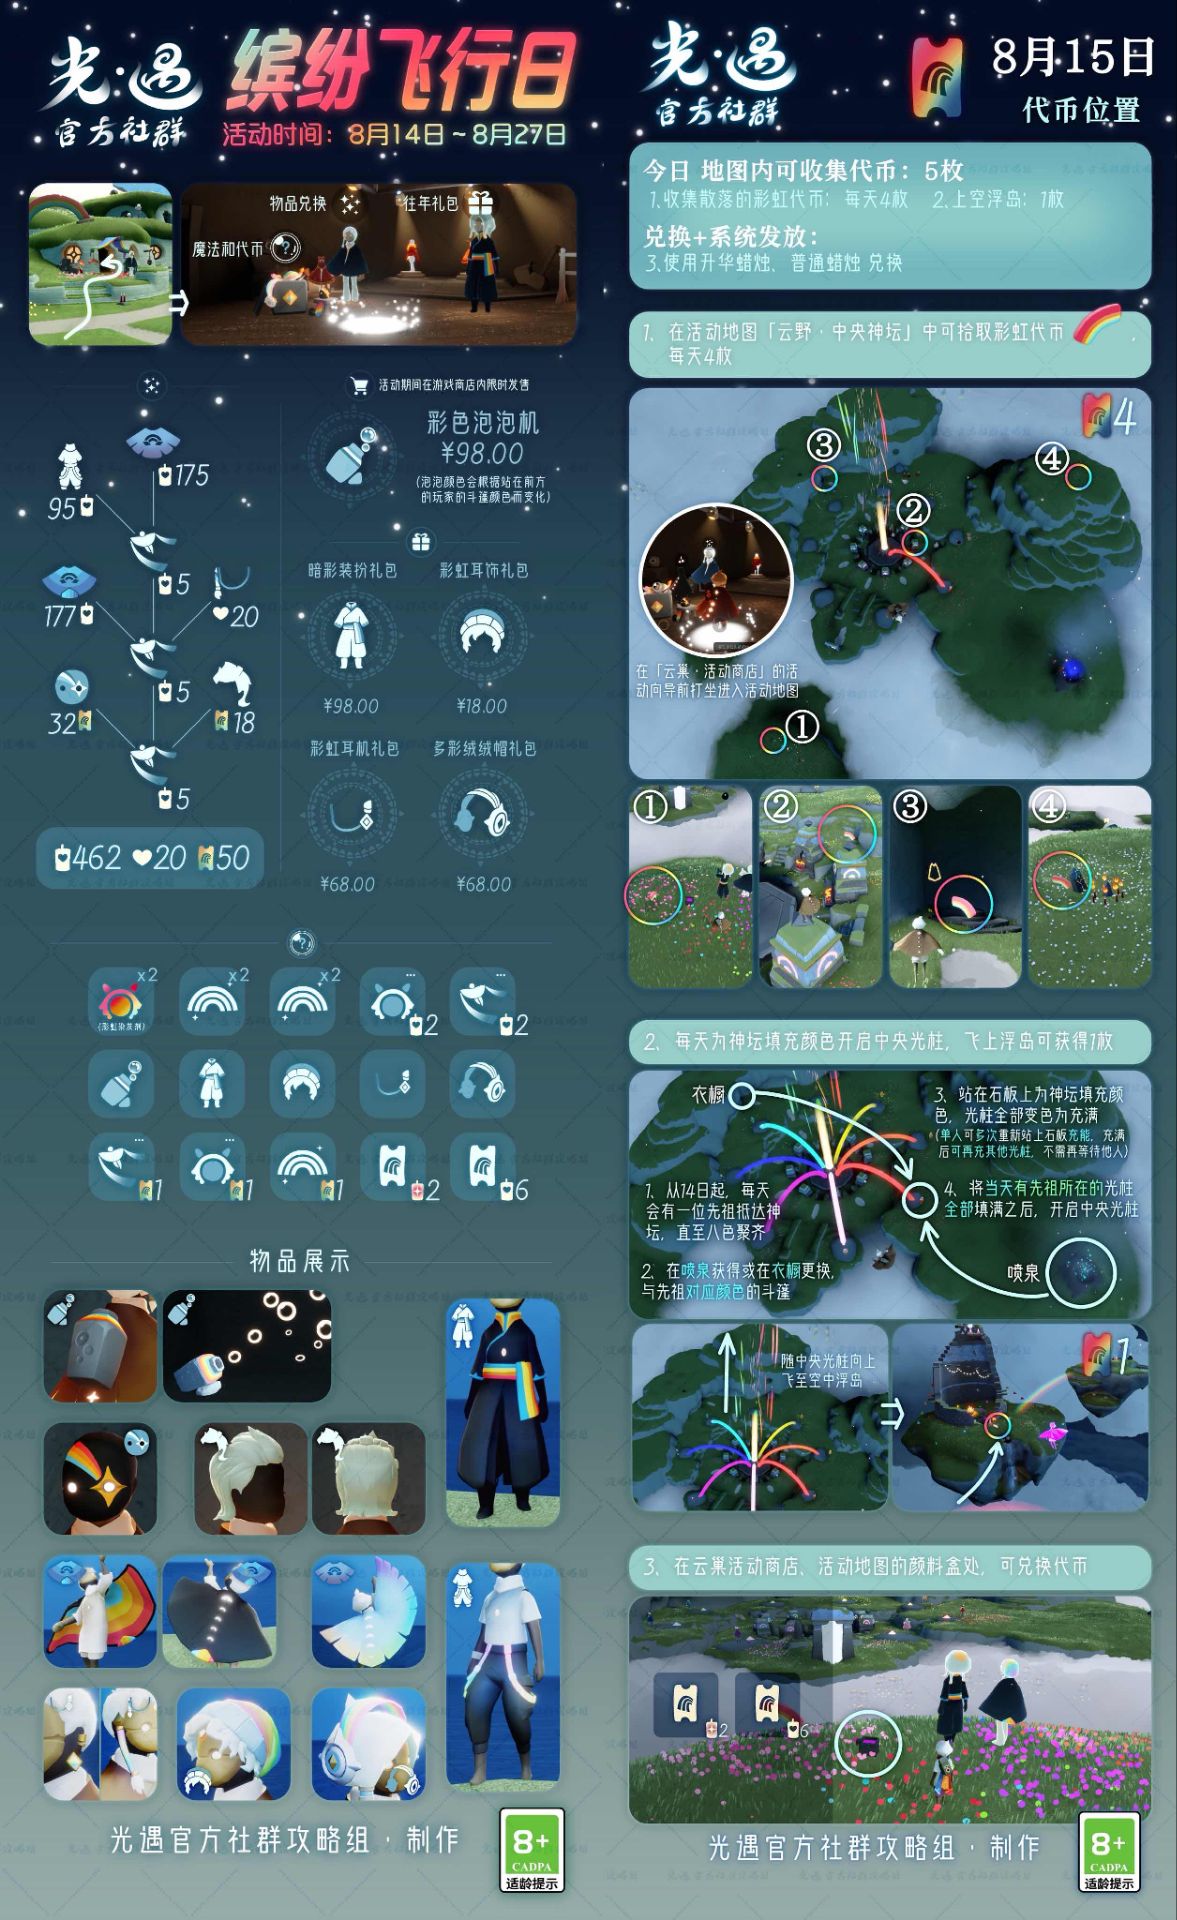 光·遇
官方社群
缤纷飞行日
活动时间：8月14日~8月27日
物品兑换
往年礼包
魔法和代币
活动期间在游戏商店内限时发售
彩色泡泡机
¥98.00
(泡泡颜色会根据站在前方
的玩家的斗篷颜色而变化)
175
95
5
177
20
5
32
18
5
462 20 50
暗影装扮礼包
彩虹耳饰礼包
¥98.00
¥18.00
彩虹耳机礼包
多彩绒绒帽礼包
¥68.00
¥68.00
x2
x2
x2
(彩虹染灰剂)
2
2
1
1
1
2
6
物品展示
光遇官方社群攻略组·制作
8+
CADPA
适龄提示
光·遇
官方社群
8月15日
代币位置
今日 地图内可收集代币：5枚
1.收集散落的彩虹代币：每天4枚 2.上空浮岛：1枚
兑换+系统发放：
3.使用升华蜡烛、普通蜡烛 兑换
1、在活动地图「云野·中央神坛」中可拾取彩虹代币 ，
每天4枚
4
③
④
②
①
在「云巢·活动商店」的活
动向导前打坐进入活动地图
①
②
③
④
2、每天为神坛填充颜色开启中央光柱，飞上浮岛可获得1枚
衣橱
3、站在石板上为神坛填充颜
色，光柱全部变色为充满
(单人可多次重新站上石板充能，充满
后可再充其他光柱，不需再等待他人)
1、从14日起，每天
会有一位先祖抵达神
坛，直至八色聚齐
4、将当天有先祖所在的光柱
全部填满之后，开启中央光柱
2、在喷泉获得或在衣橱更换，
与先祖对应颜色的斗篷
喷泉
随中央光柱向上
飞至空中浮岛
1
3、在云巢活动商店、活动地图的颜料盒处，可兑换代币
2
6
光遇官方社群攻略组·制作
8+
CADPA
适龄提示